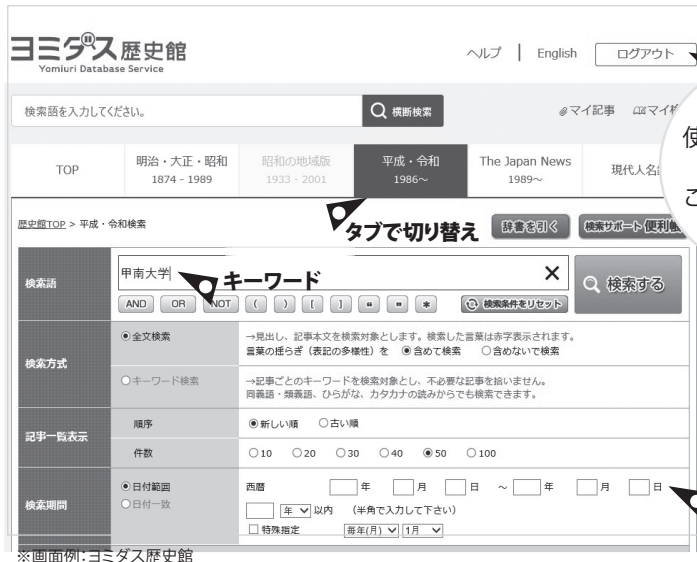 ヨミダス歴史館
Yomiuri Database Service
ヘルプ | English ログアウト
検索語を入力してください。 横断検索 マイ記事
使
こ
TOP 明治・大正・昭和 昭和の地域版 平成・令和 The Japan News 現代人名
1874 - 1989 1933 - 2001 1986～ 1989～
タブで切り替え
歴史館TOP > 平成・令和検索 辞書を引く 検索サポート 便利帳
検索語 甲南大学 キーワード × 検索する
AND OR NOT ( ) [ ] " " * 検索条件をリセット
検索方式 ◉全文検索 →見出し、記事本文を検索対象とします。検索した言葉は赤字表示されます。
言葉の揺らぎ（表記の多様性）を ◉含めて検索 ○含めないで検索
○キーワード検索 →記事ごとのキーワードを検索対象とし、不必要な記事を拾いません。
同義語・類義語、ひらがな、カタカナの読みからでも検索できます。
記事一覧表示 順序 ◉新しい順 ○古い順
件数 ○10 ○20 ○30 ○40 ◉50 ○100
検索期間 ◉日付範囲 西暦 年 月 日 ～ 年 月 日
○日付一致 年 以内 （半角で入力して下さい）
□特殊指定 毎年(月) 1月
※画面例：ヨミダス歴史館